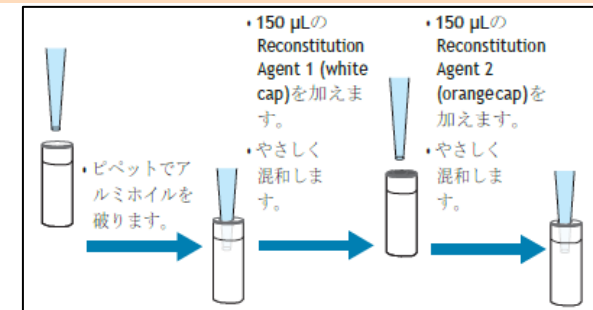 ・ピペットでア
ルミホイルを
破ります。
・150 µLの
Reconstitution
Agent 1 (white
cap)を加えま
す。
・やさしく
混和しま
す。
・150 µLの
Reconstitution
Agent 2
(orangecap)を
加えます。
・やさしく
混和しま
す。